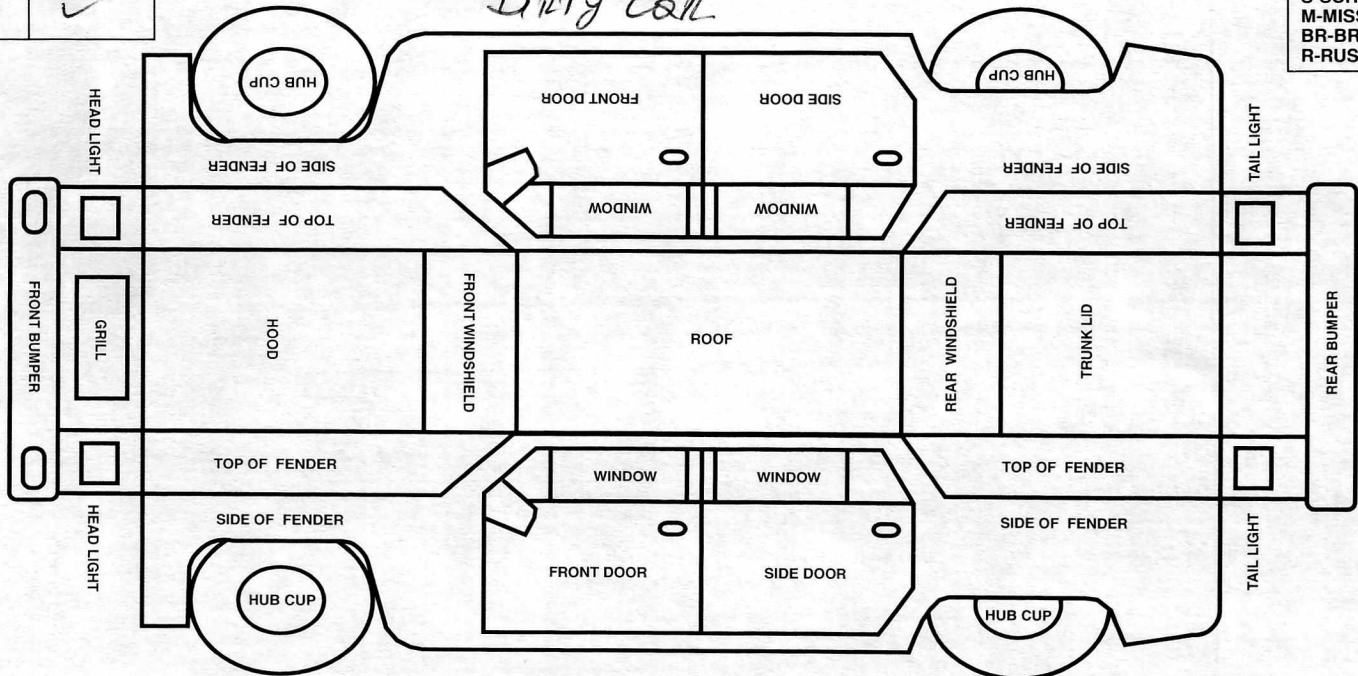 Dirty Car
M-MISS
BR-BR
R-RUS
HUB CUP
FRONT DOOR
SIDE DOOR
HUB CUP
HEAD LIGHT
SIDE OF FENDER
SIDE OF FENDER
TAIL LIGHT
TOP OF FENDER
WINDOW
WINDOW
TOP OF FENDER
FRONT BUMPER
GRILL
HOOD
FRONT WINDSHIELD
ROOF
REAR WINDSHIELD
TRUNK LID
REAR BUMPER
TOP OF FENDER
WINDOW
WINDOW
TOP OF FENDER
HEAD LIGHT
SIDE OF FENDER
SIDE OF FENDER
TAIL LIGHT
FRONT DOOR
SIDE DOOR
HUB CUP
HUB CUP